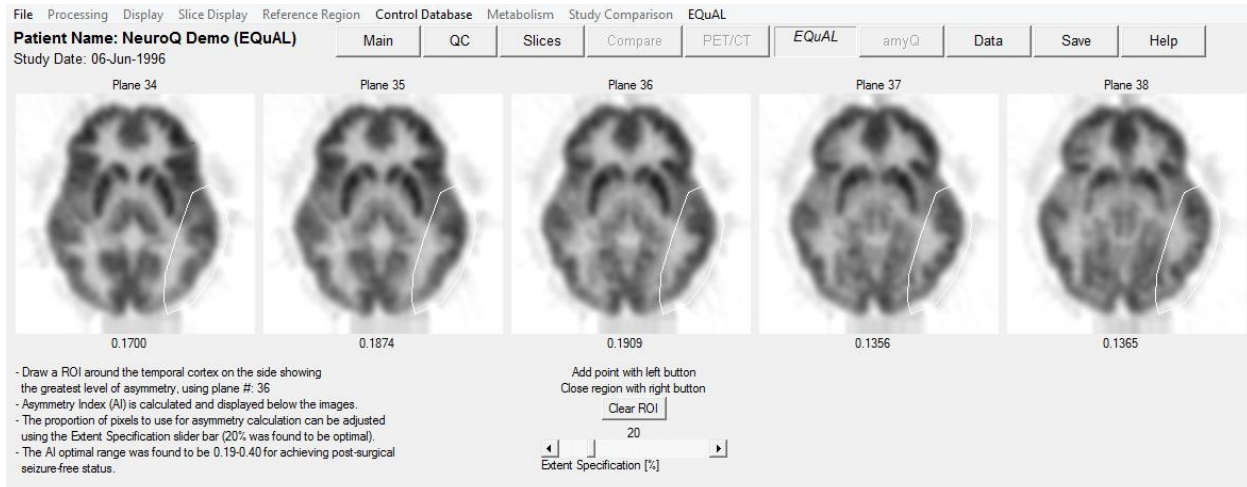 File Processing Display Slice Display Reference Region Control Database Metabolism Study Comparison EQuAL
Patient Name: NeuroQ Demo (EQuAL)
Study Date: 06-Jun-1996
Main QC Slices Compare PET/CT EQuAL amyQ Data Save Help
Plane 34 Plane 35 Plane 36 Plane 37 Plane 38
0.1700 0.1874 0.1909 0.1356 0.1365
- Draw a ROI around the temporal cortex on the side showing
the greatest level of asymmetry, using plane #: 36
- Asymmetry Index (AI) is calculated and displayed below the images.
- The proportion of pixels to use for asymmetry calculation can be adjusted
using the Extent Specification slider bar (20% was found to be optimal).
- The AI optimal range was found to be 0.19-0.40 for achieving post-surgical
seizure-free status.
Add point with left button
Close region with right button
Clear ROI
20
Extent Specification [%]